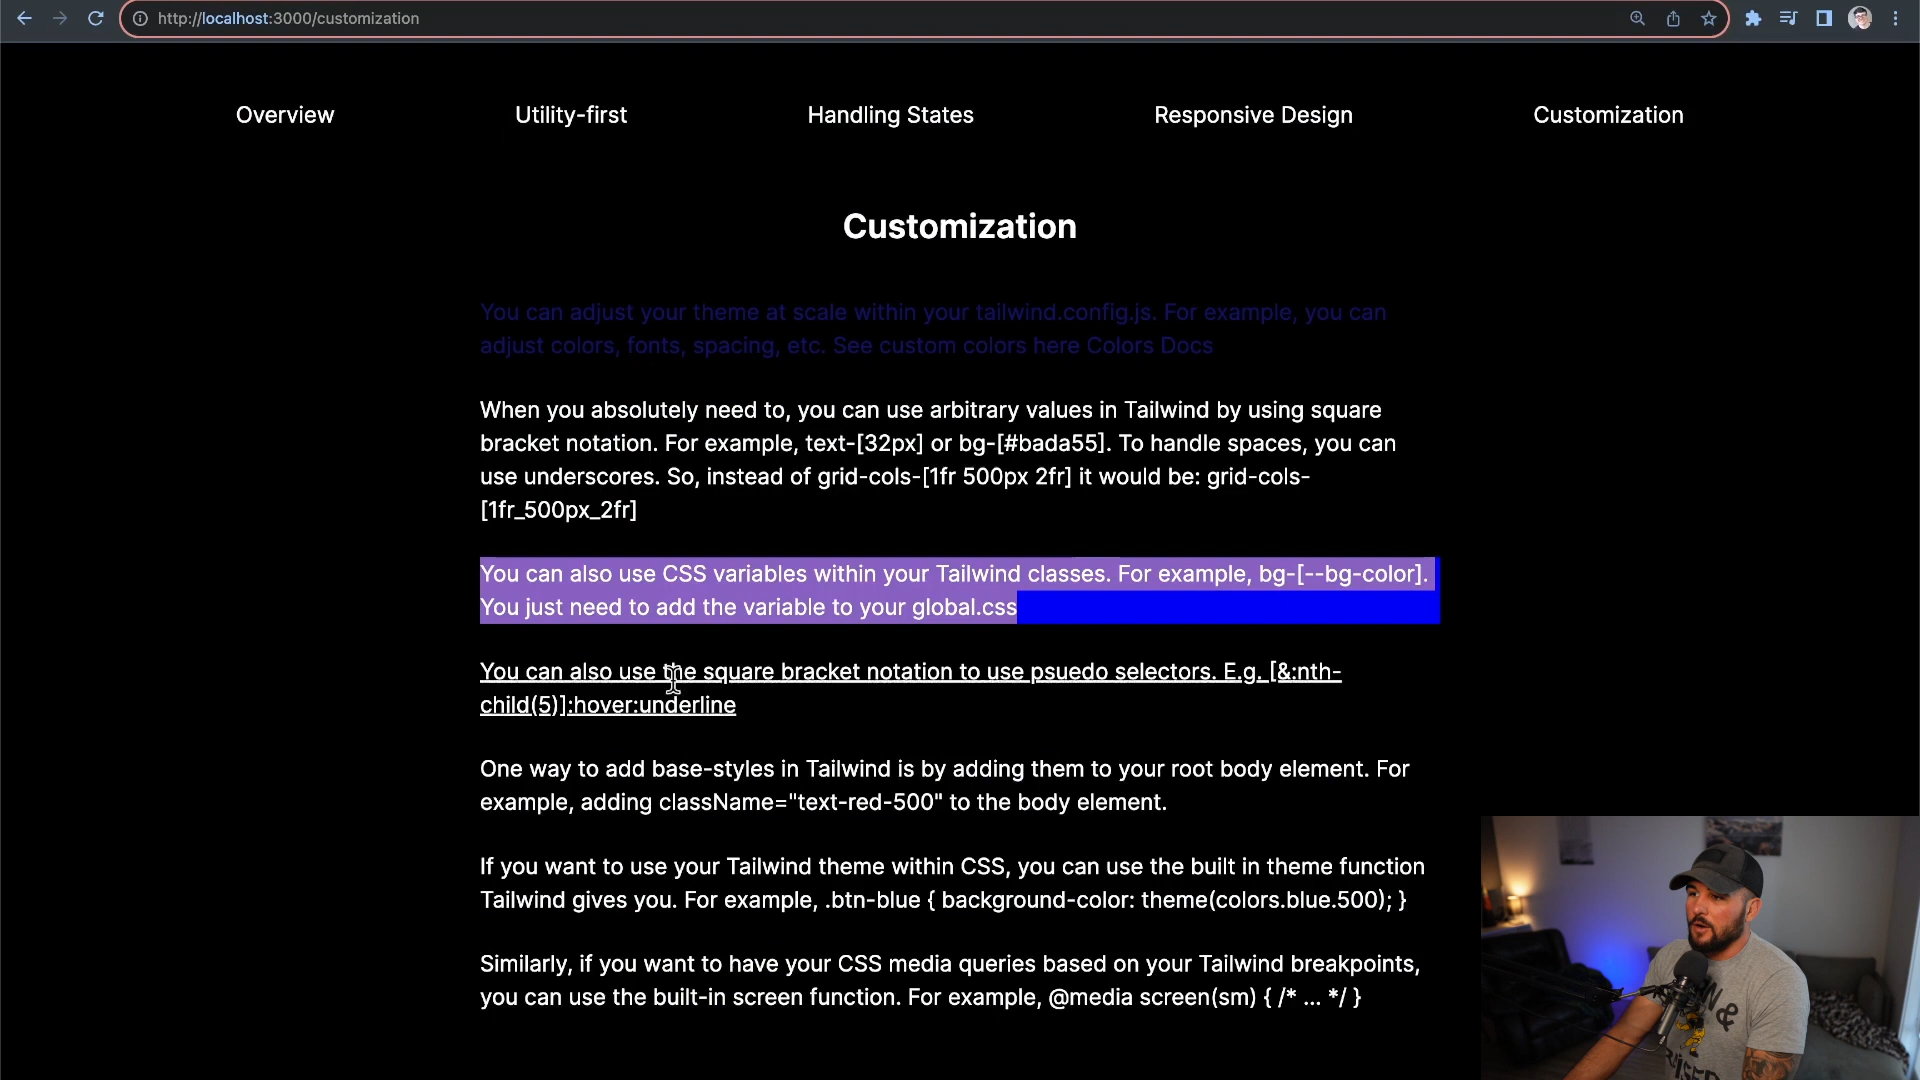 http://localhost:3000/customization
Overview
Utility-first
Handling States
Responsive Design
Customization
Customization
You can adjust your theme at scale within your tailwind.config.js. For example, you can
adjust colors, fonts, spacing, etc. See custom colors here Colors Docs
When you absolutely need to, you can use arbitrary values in Tailwind by using square
bracket notation. For example, text-[32px] or bg-[#bada55]. To handle spaces, you can
use underscores. So, instead of grid-cols-[1fr 500px 2fr] it would be: grid-cols-
[1fr_500px_2fr]
You can also use CSS variables within your Tailwind classes. For example, bg-[--bg-color].
You just need to add the variable to your global.css
You can also use the square bracket notation to use psuedo selectors. E.g. [&:nth-
child(5)]:hover:underline
One way to add base-styles in Tailwind is by adding them to your root body element. For
example, adding className="text-red-500" to the body element.
If you want to use your Tailwind theme within CSS, you can use the built in theme function
Tailwind gives you. For example, .btn-blue { background-color: theme(colors.blue.500); }
Similarly, if you want to have your CSS media queries based on your Tailwind breakpoints,
you can use the built-in screen function. For example, @media screen(sm) { /* ... */ }